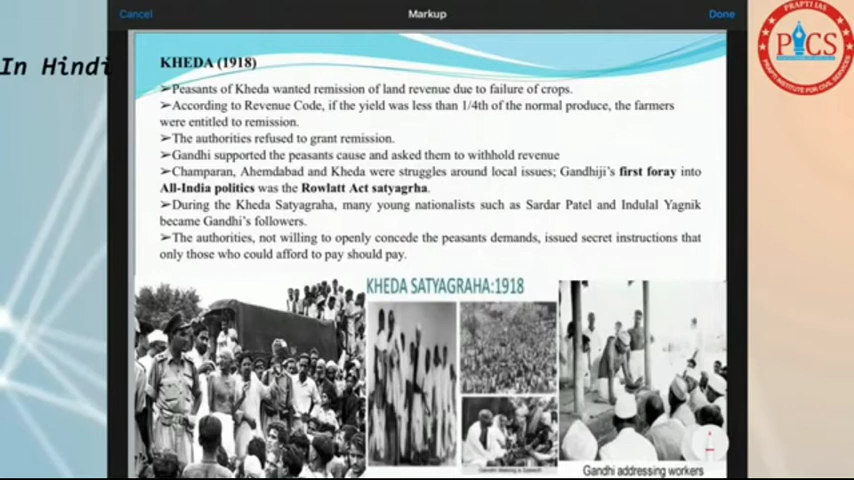 Cancel
Markup
Done
In Hindi
KHEDA (1918)
➢Peasants of Kheda wanted remission of land revenue due to failure of crops.
➢According to Revenue Code, if the yield was less than 1/4th of the normal produce, the farmers
were entitled to remission.
➢The authorities refused to grant remission.
➢Gandhi supported the peasants cause and asked them to withhold revenue
➢Champaran, Ahemdabad and Kheda were struggles around local issues; Gandhiji's first foray into
All-India politics was the Rowlatt Act satyagrha.
➢During the Kheda Satyagraha, many young nationalists such as Sardar Patel and Indulal Yagnik
became Gandhi's followers.
➢The authorities, not willing to openly concede the peasants demands, issued secret instructions that
only those who could afford to pay should pay.
KHEDA SATYAGRAHA:1918
Gandhi addressing workers
PRAPTI IAS
PiCS
PRAPTI INSTITUTE FOR CIVIL SERVICES